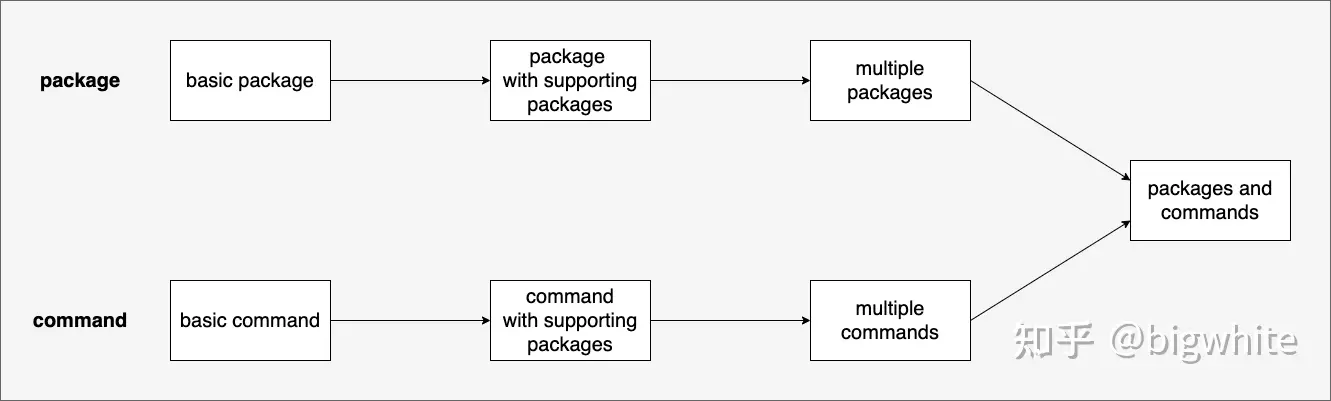 package
basic package
package
with supporting
packages
multiple
packages
packages and
commands
command
basic command
command
with supporting
packages
multiple
commands
知乎 @bigwhite